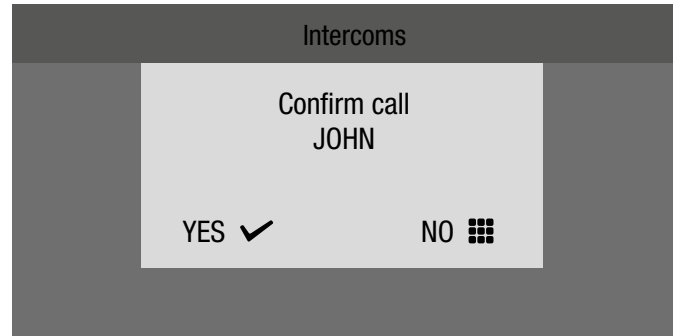 Intercoms
Confirm call
JOHN
YES NO